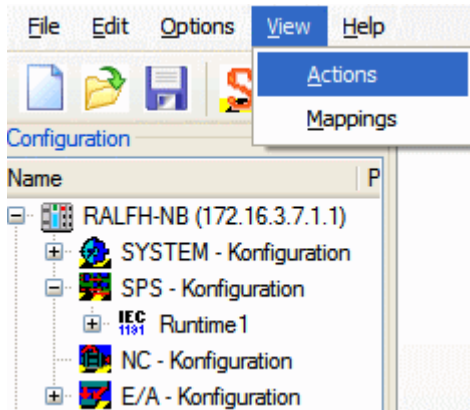 File Edit Options View Help
Actions
Mappings
Configuration
Name P
RALFH-NB (172.16.3.7.1.1)
SYSTEM - Konfiguration
SPS - Konfiguration
IEC 1131 Runtime1
NC - Konfiguration
E/A - Konfiguration